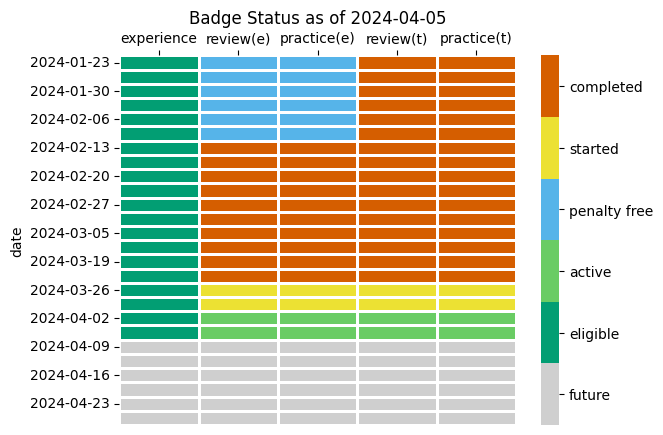 Badge Status as of 2024-04-05
experience review(e) practice(e) review(t) practice(t)
date
2024-01-23
2024-01-30
2024-02-06
2024-02-13
2024-02-20
2024-02-27
2024-03-05
2024-03-19
2024-03-26
2024-04-02
2024-04-09
2024-04-16
2024-04-23
completed
started
penalty free
active
eligible
future